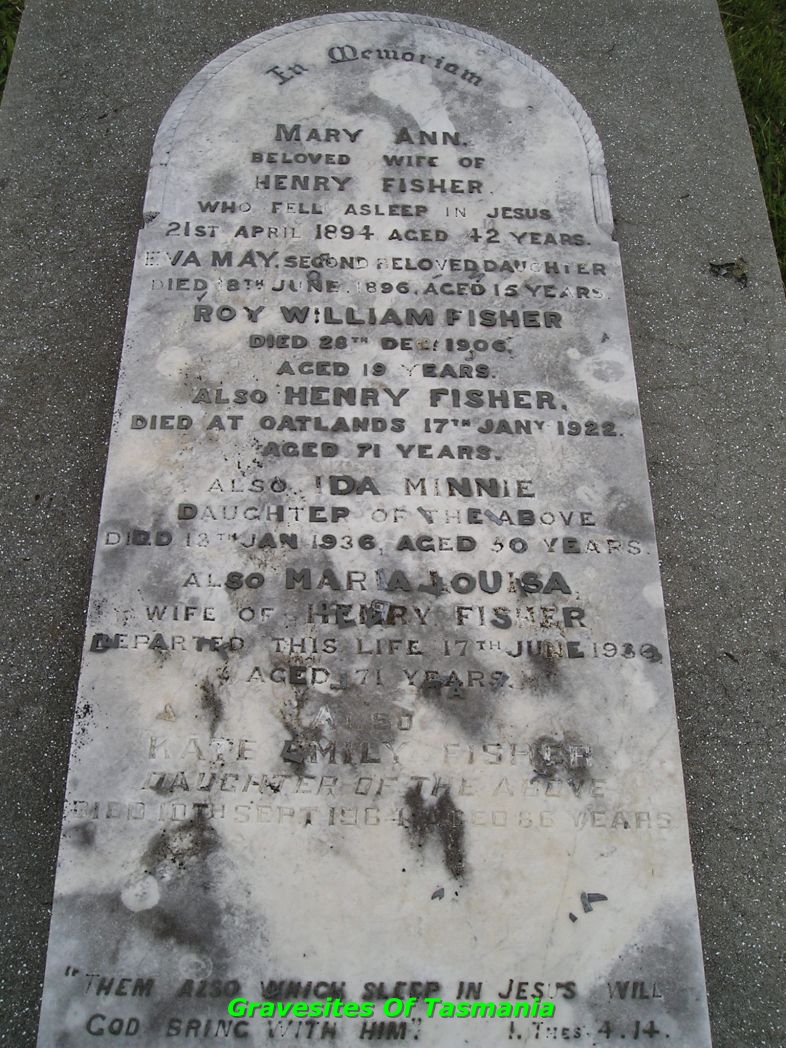 In Memoriam
MARY ANN.
BELOVED WIFE OF
HENRY FISHER.
WHO FELL ASLEEP IN JESUS
21ST APRIL 1894. AGED 42 YEARS.
EVA MAY. SECOND BELOVED DAUGHTER
DIED 18TH JUNE. 1896. AGED 15 YEARS.
ROY WILLIAM FISHER
DIED 28TH DEC. 1906.
AGED 19 YEARS.
ALSO HENRY FISHER.
DIED AT OATLANDS 17TH JANY 1922.
AGED 71 YEARS.
ALSO IDA MINNIE
DAUGHTER OF THE ABOVE
DIED 13TH JAN 1936, AGED 50 YEARS.
ALSO MARIA LOUISA,
WIFE OF HENRY FISHER
DEPARTED THIS LIFE 17TH JUNE
AGED 71 YEARS.
ALSO
KATE EMILY FISHER
DAUGHTER OF THE ABOVE
DIED 10TH SEPT 1964 AGED 86 YEARS
"THEM ALSO WHICH SLEEP IN JESUS WILL
GOD BRING WITH HIM". 1. THES. 4. 14.
Gravesites Of Tasmania